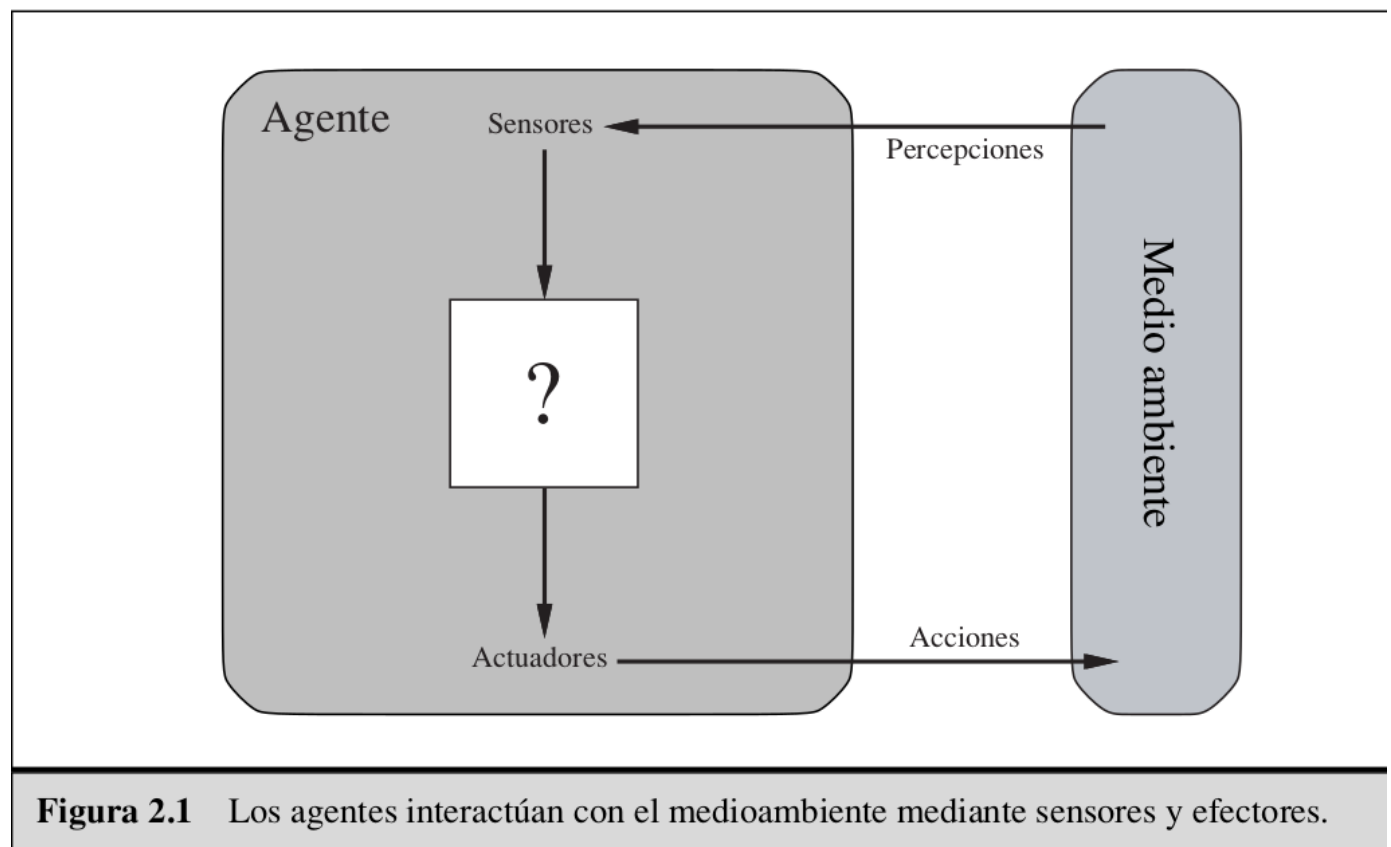 Agente
Sensores
Percepciones
?
Medio ambiente
Actuadores
Acciones
Figura 2.1 Los agentes interactúan con el medioambiente mediante sensores y efectores.